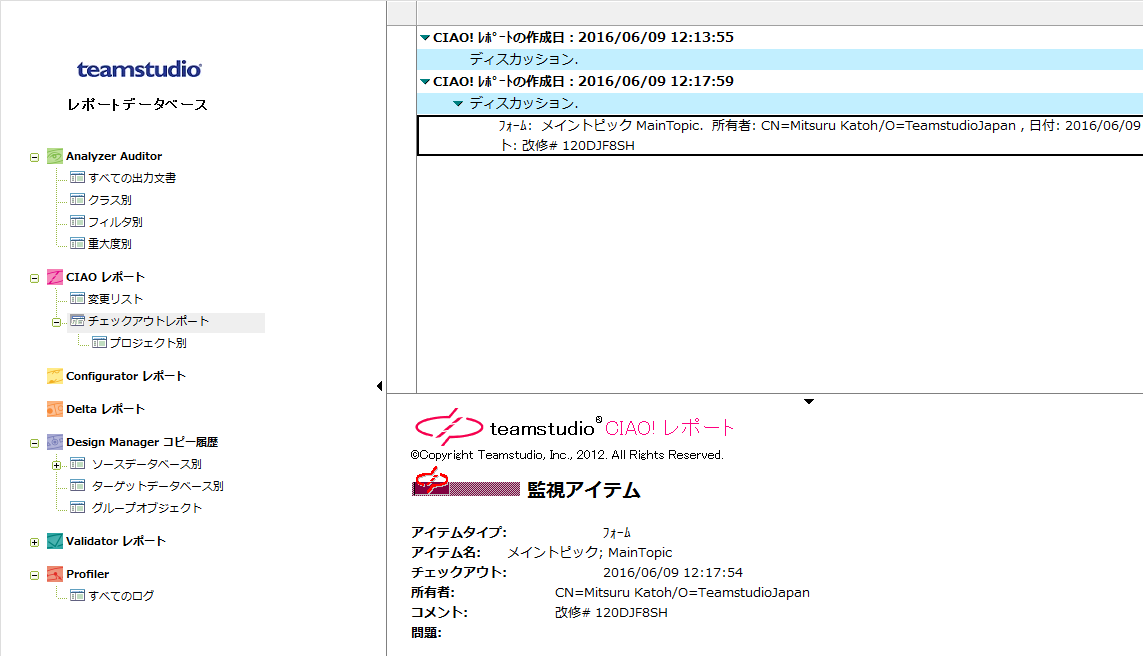 teamstudio
レポートデータベース
Analyzer Auditor
すべての出力文書
クラス別
フィルタ別
重大度別
CIAO レポート
変更リスト
チェックアウトレポート
プロジェクト別
Configurator レポート
Delta レポート
Design Manager コピー履歴
ソースデータベース別
ターゲットデータベース別
グループオブジェクト
Validator レポート
Profiler
すべてのログ
CIAO! ﾚﾎﾟｰﾄの作成日 : 2016/06/09 12:13:55
ディスカッション.
CIAO! ﾚﾎﾟｰﾄの作成日 : 2016/06/09 12:17:59
ディスカッション.
ﾌｫｰﾑ: メイントピック MainTopic. 所有者: CN=Mitsuru Katoh/O=TeamstudioJapan , 日付: 2016/06/09
ト: 改修# 120DJF8SH
teamstudio® CIAO! レポート
©Copyright Teamstudio, Inc., 2012. All Rights Reserved.
監視アイテム
アイテムタイプ: ﾌｫｰﾑ
アイテム名: メイントピック; MainTopic
チェックアウト: 2016/06/09 12:17:54
所有者: CN=Mitsuru Katoh/O=TeamstudioJapan
コメント: 改修# 120DJF8SH
問題: